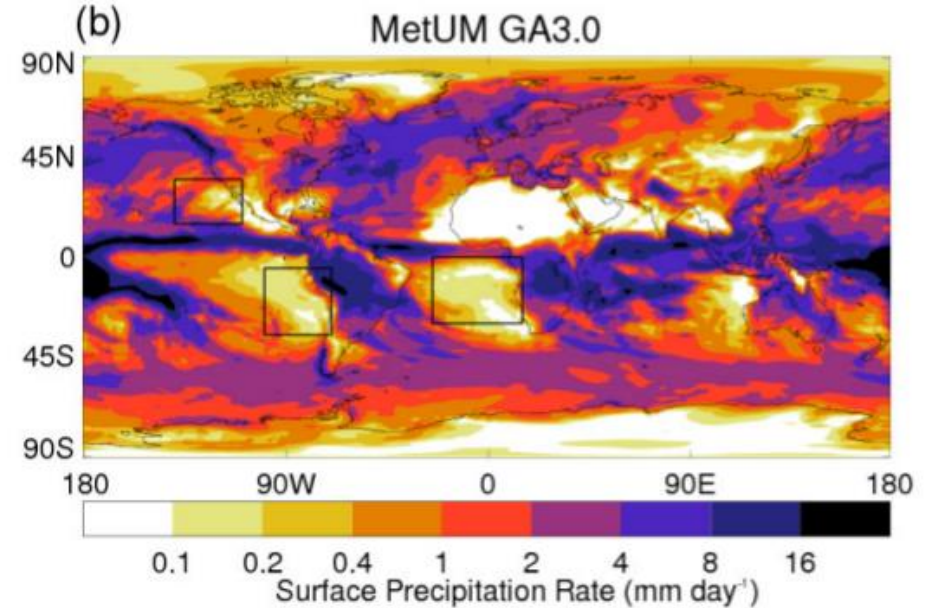 (b)
MetUM GA3.0
90N
45N
0
45S
90S
180 90W 0 90E 180
0.1 0.2 0.4 1 2 4 8 16
Surface Precipitation Rate (mm day⁻¹)